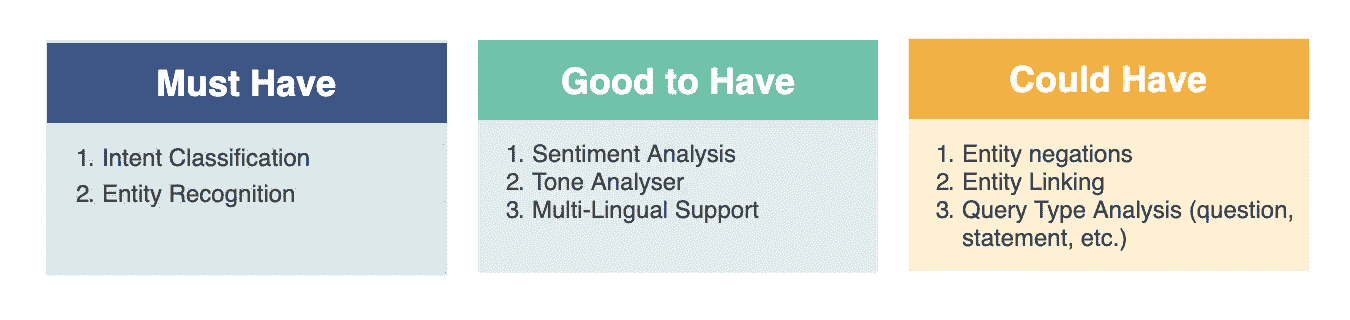 Must Have
1. Intent Classification
2. Entity Recognition
Good to Have
1. Sentiment Analysis
2. Tone Analyser
3. Multi-Lingual Support
Could Have
1. Entity negations
2. Entity Linking
3. Query Type Analysis (question,
statement, etc.)